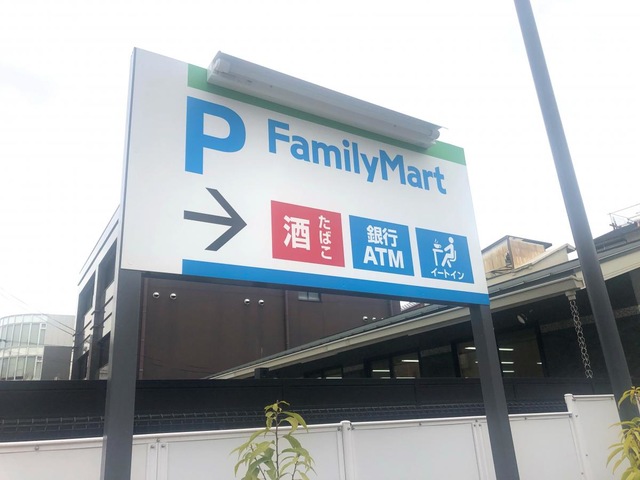 P
FamilyMart
酒
たばこ
銀行
ATM
イートイン